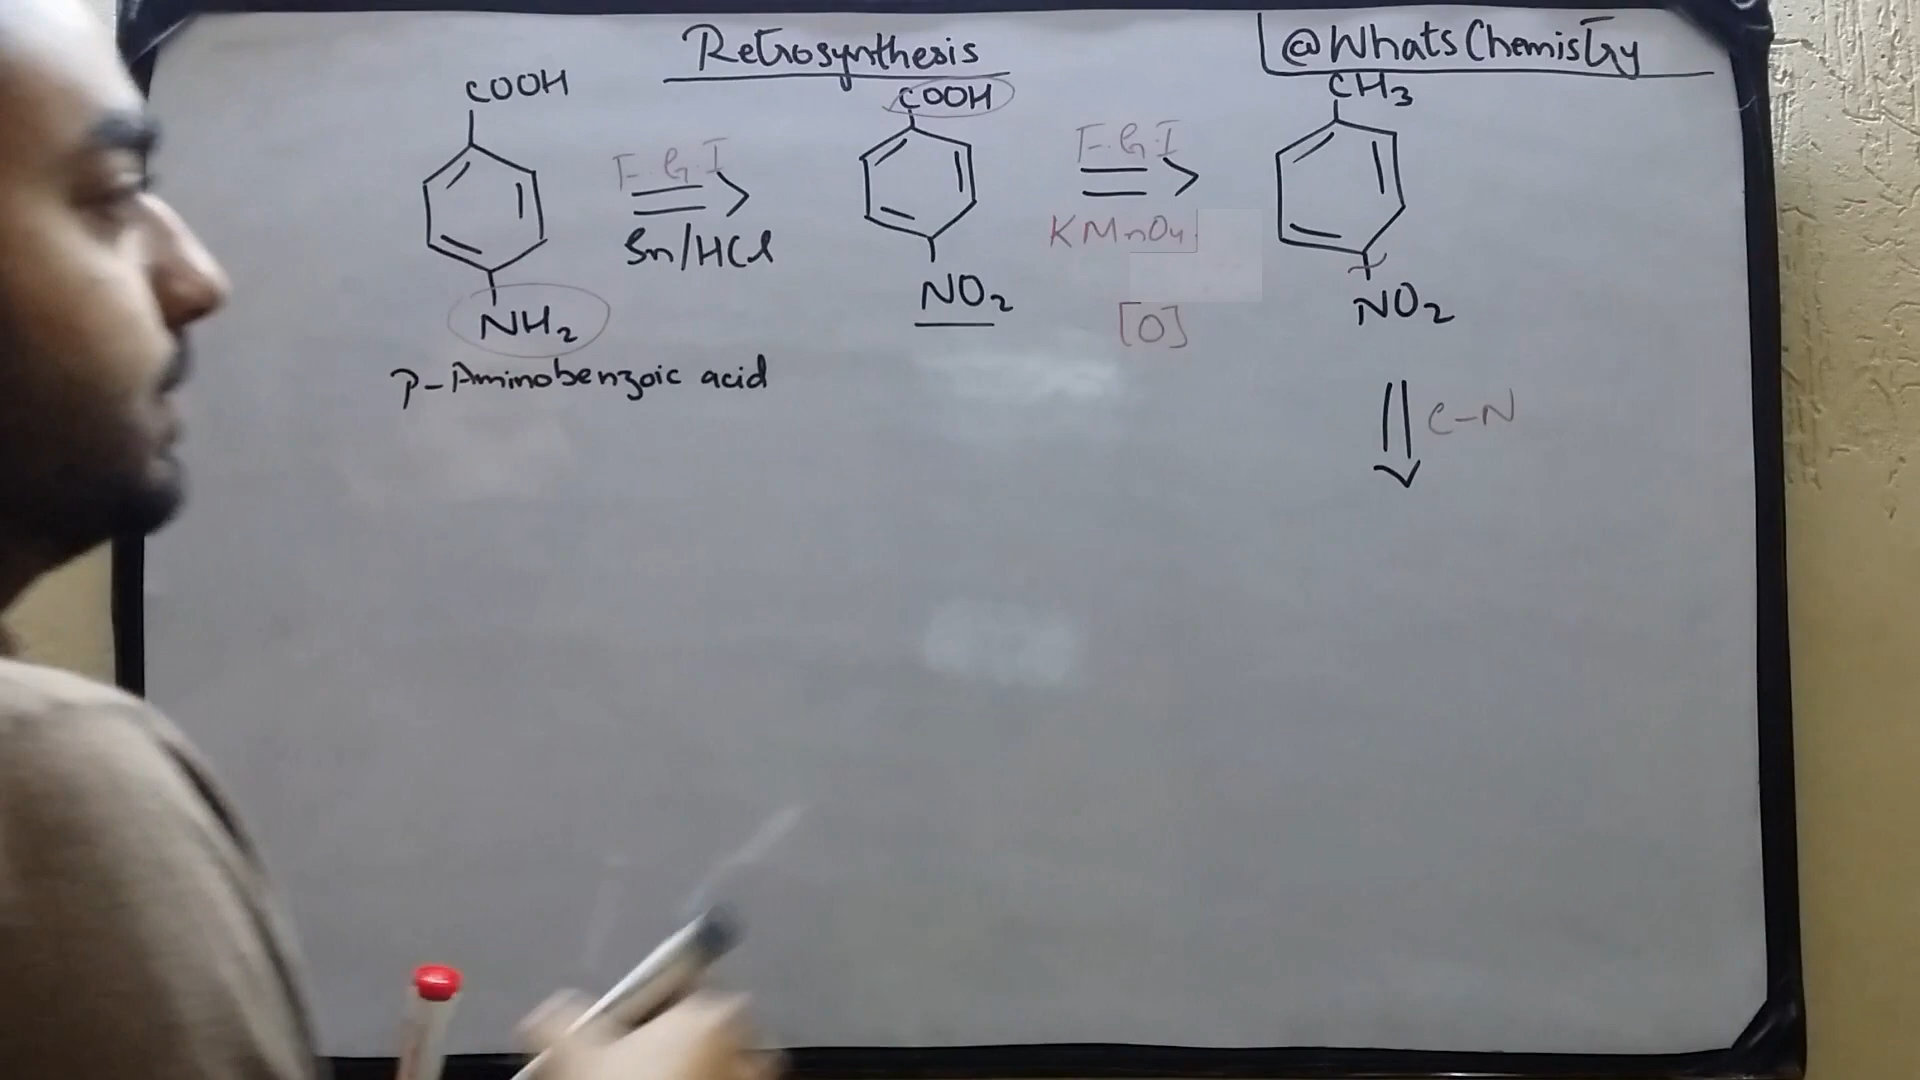 Retrosynthesis
@WhatsChemistry
COOH
F.G.I
Sn/HCl
NH2
p-Aminobenzoic acid
COOH
NO2
F.G.I
KMnO4
[O]
CH3
NO2
C-N